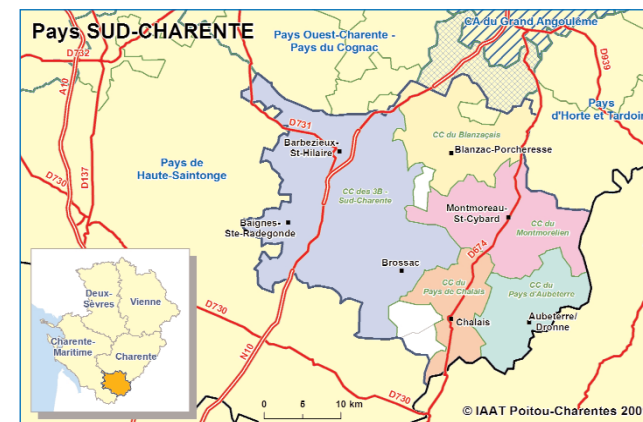 Pays SUD-CHARENTE
Pays Ouest-Charente -
Pays du Cognac
CA du Grand Angoulême
D732
A10
D939
Pays
d'Horte et Tardoire
D731
Barbezieux-
St-Hilaire
CC du Blanzaçais
Blanzac-Porcheresse
Pays de
Haute-Saintonge
D137
D730
CC des 3B -
Sud-Charente
Montmoreau-
St-Cybard
CC du
Montmorelien
Baignes-
Ste-Radegonde
D674
Brossac
CC du
Pays de Chalais
CC du
Pays d'Aubeterre
Deux-
Sèvres
Vienne
Charente-
Maritime
Charente
D730
N10
Chalais
Aubeterre/
Dronne
D730
0 5 10 km
© IAAT Poitou-Charentes